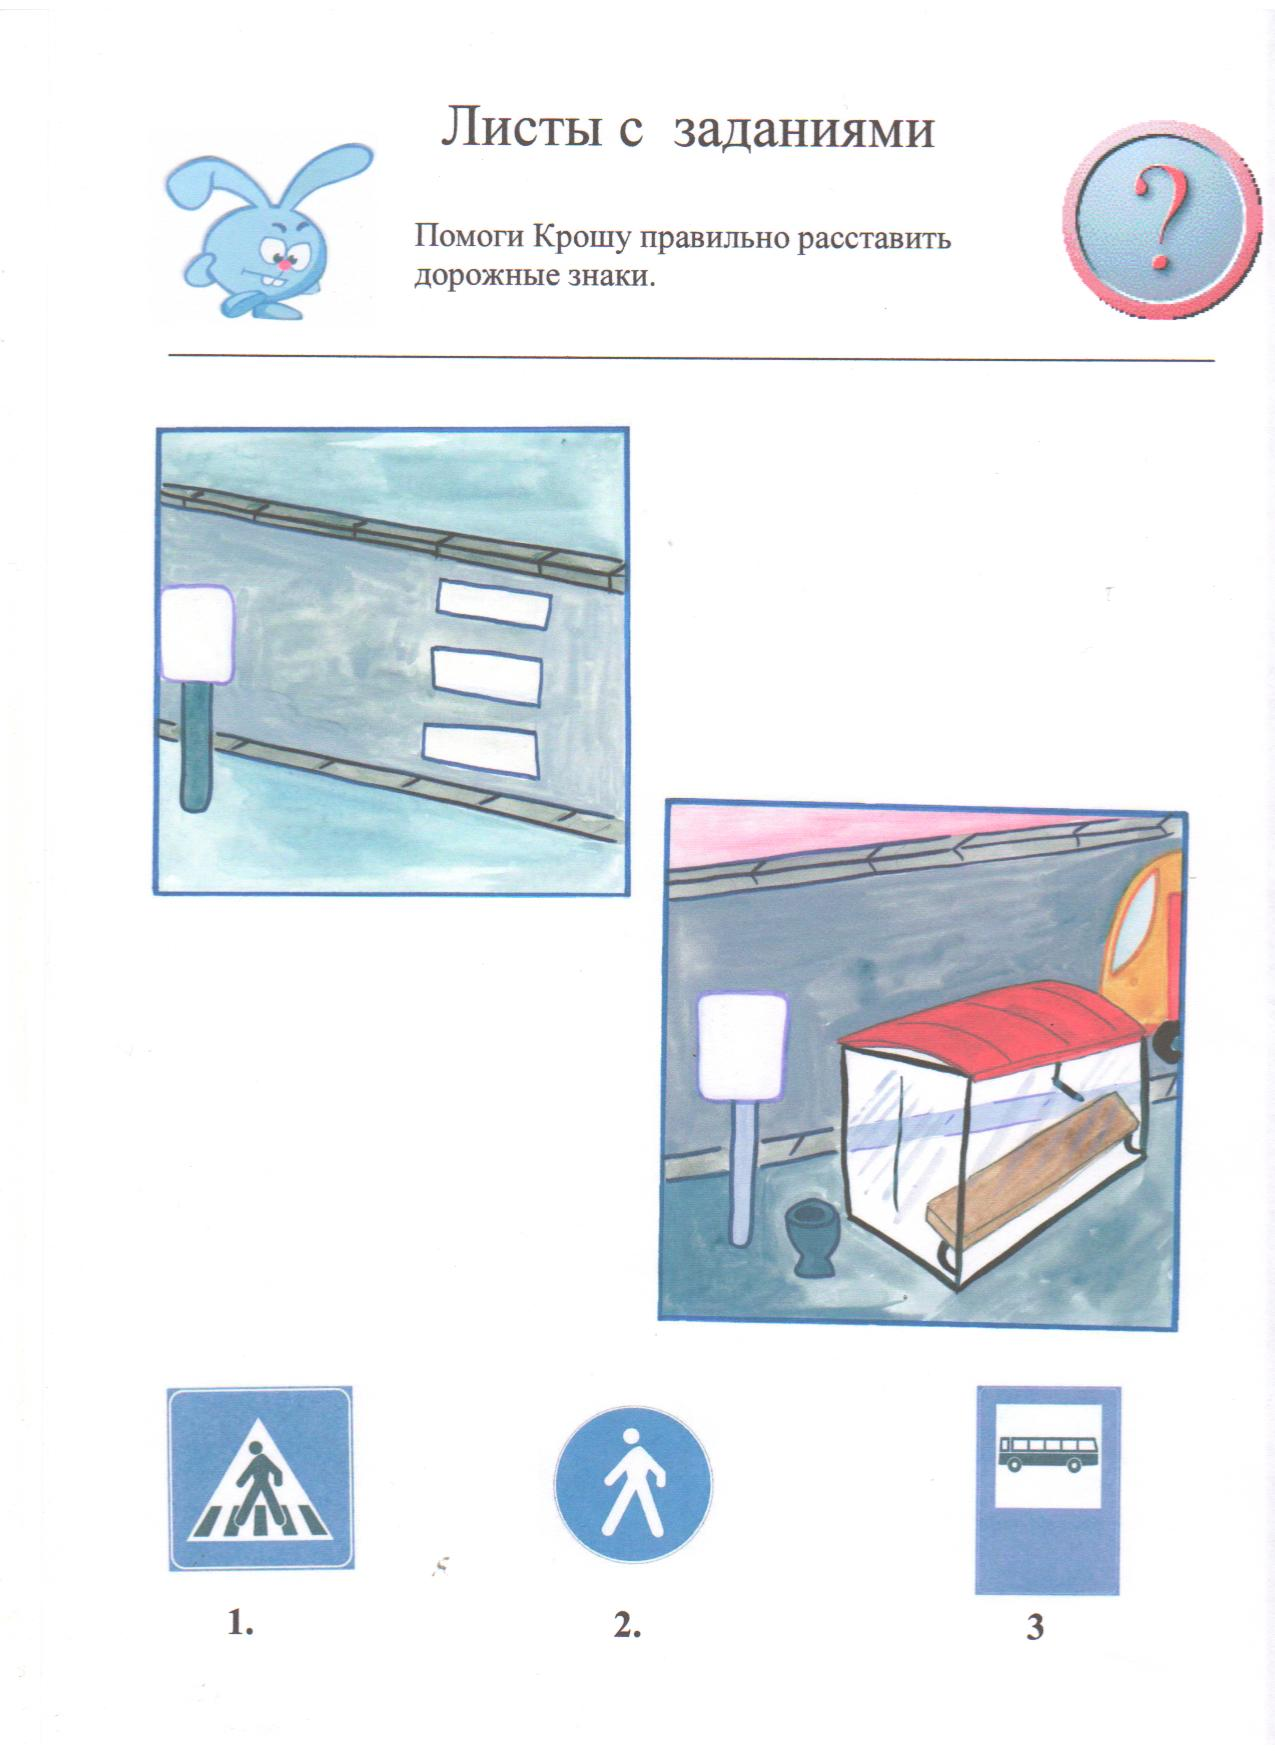 Листы с заданиями
?
Помоги Крошу правильно расставить
дорожные знаки.
1.
2.
3